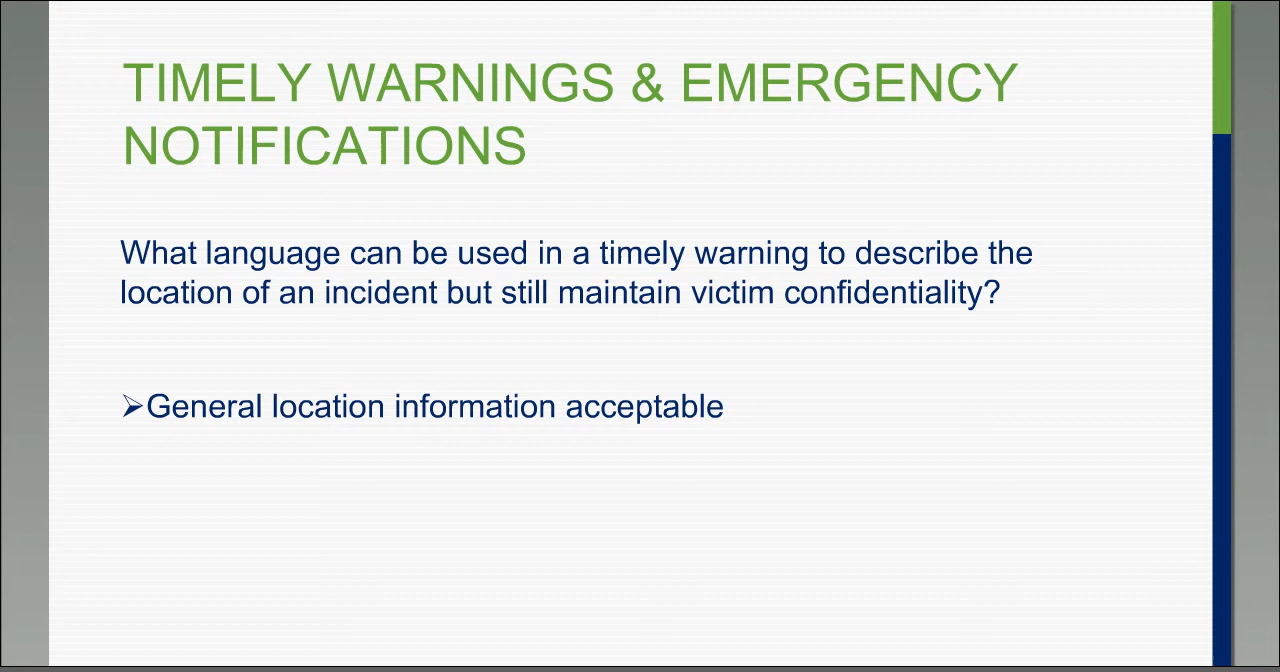 TIMELY WARNINGS & EMERGENCY
NOTIFICATIONS
What language can be used in a timely warning to describe the
location of an incident but still maintain victim confidentiality?
➢General location information acceptable